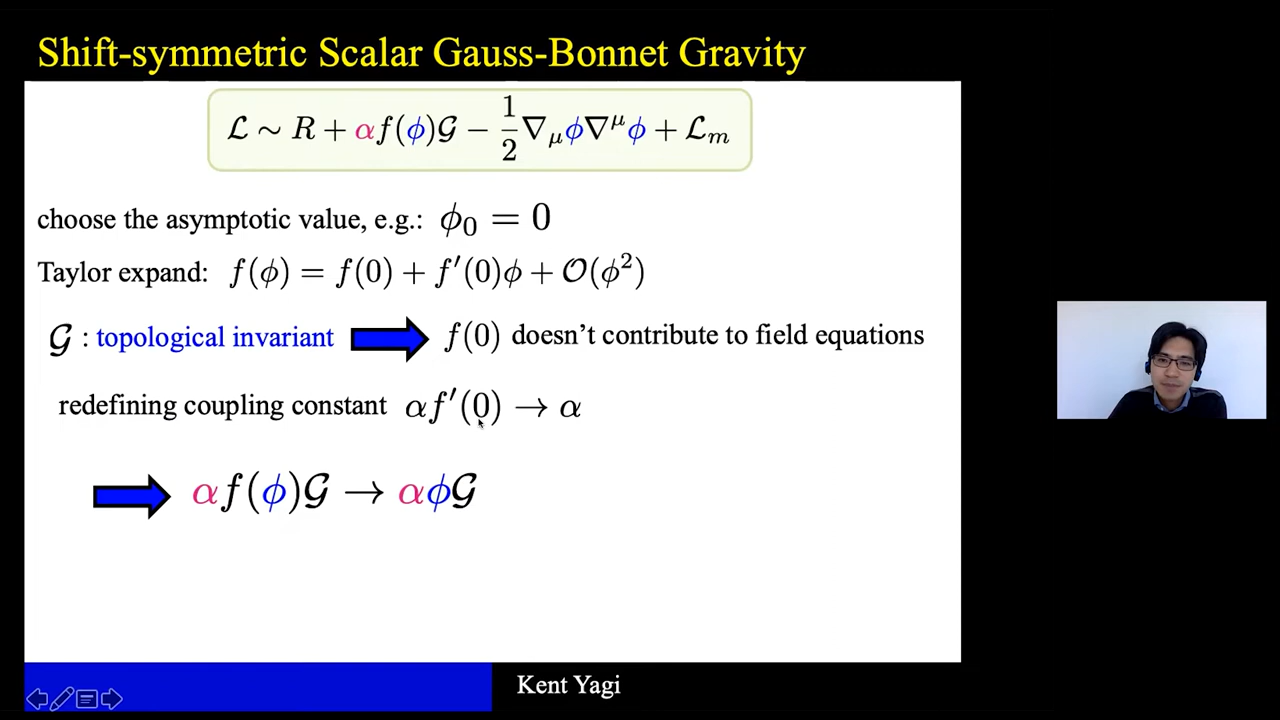 Shift-symmetric Scalar Gauss-Bonnet Gravity
ℒ ∼ R + αf(ϕ)𝒢 − 1/2 ∇_μϕ∇^μϕ + ℒ_m
choose the asymptotic value, e.g.: ϕ₀ = 0
Taylor expand: f(ϕ) = f(0) + f′(0)ϕ + 𝒪(ϕ²)
𝒢 : topological invariant f(0) doesn't contribute to field equations
redefining coupling constant αf′(0) → α
αf(ϕ)𝒢 → αϕ𝒢
Kent Yagi